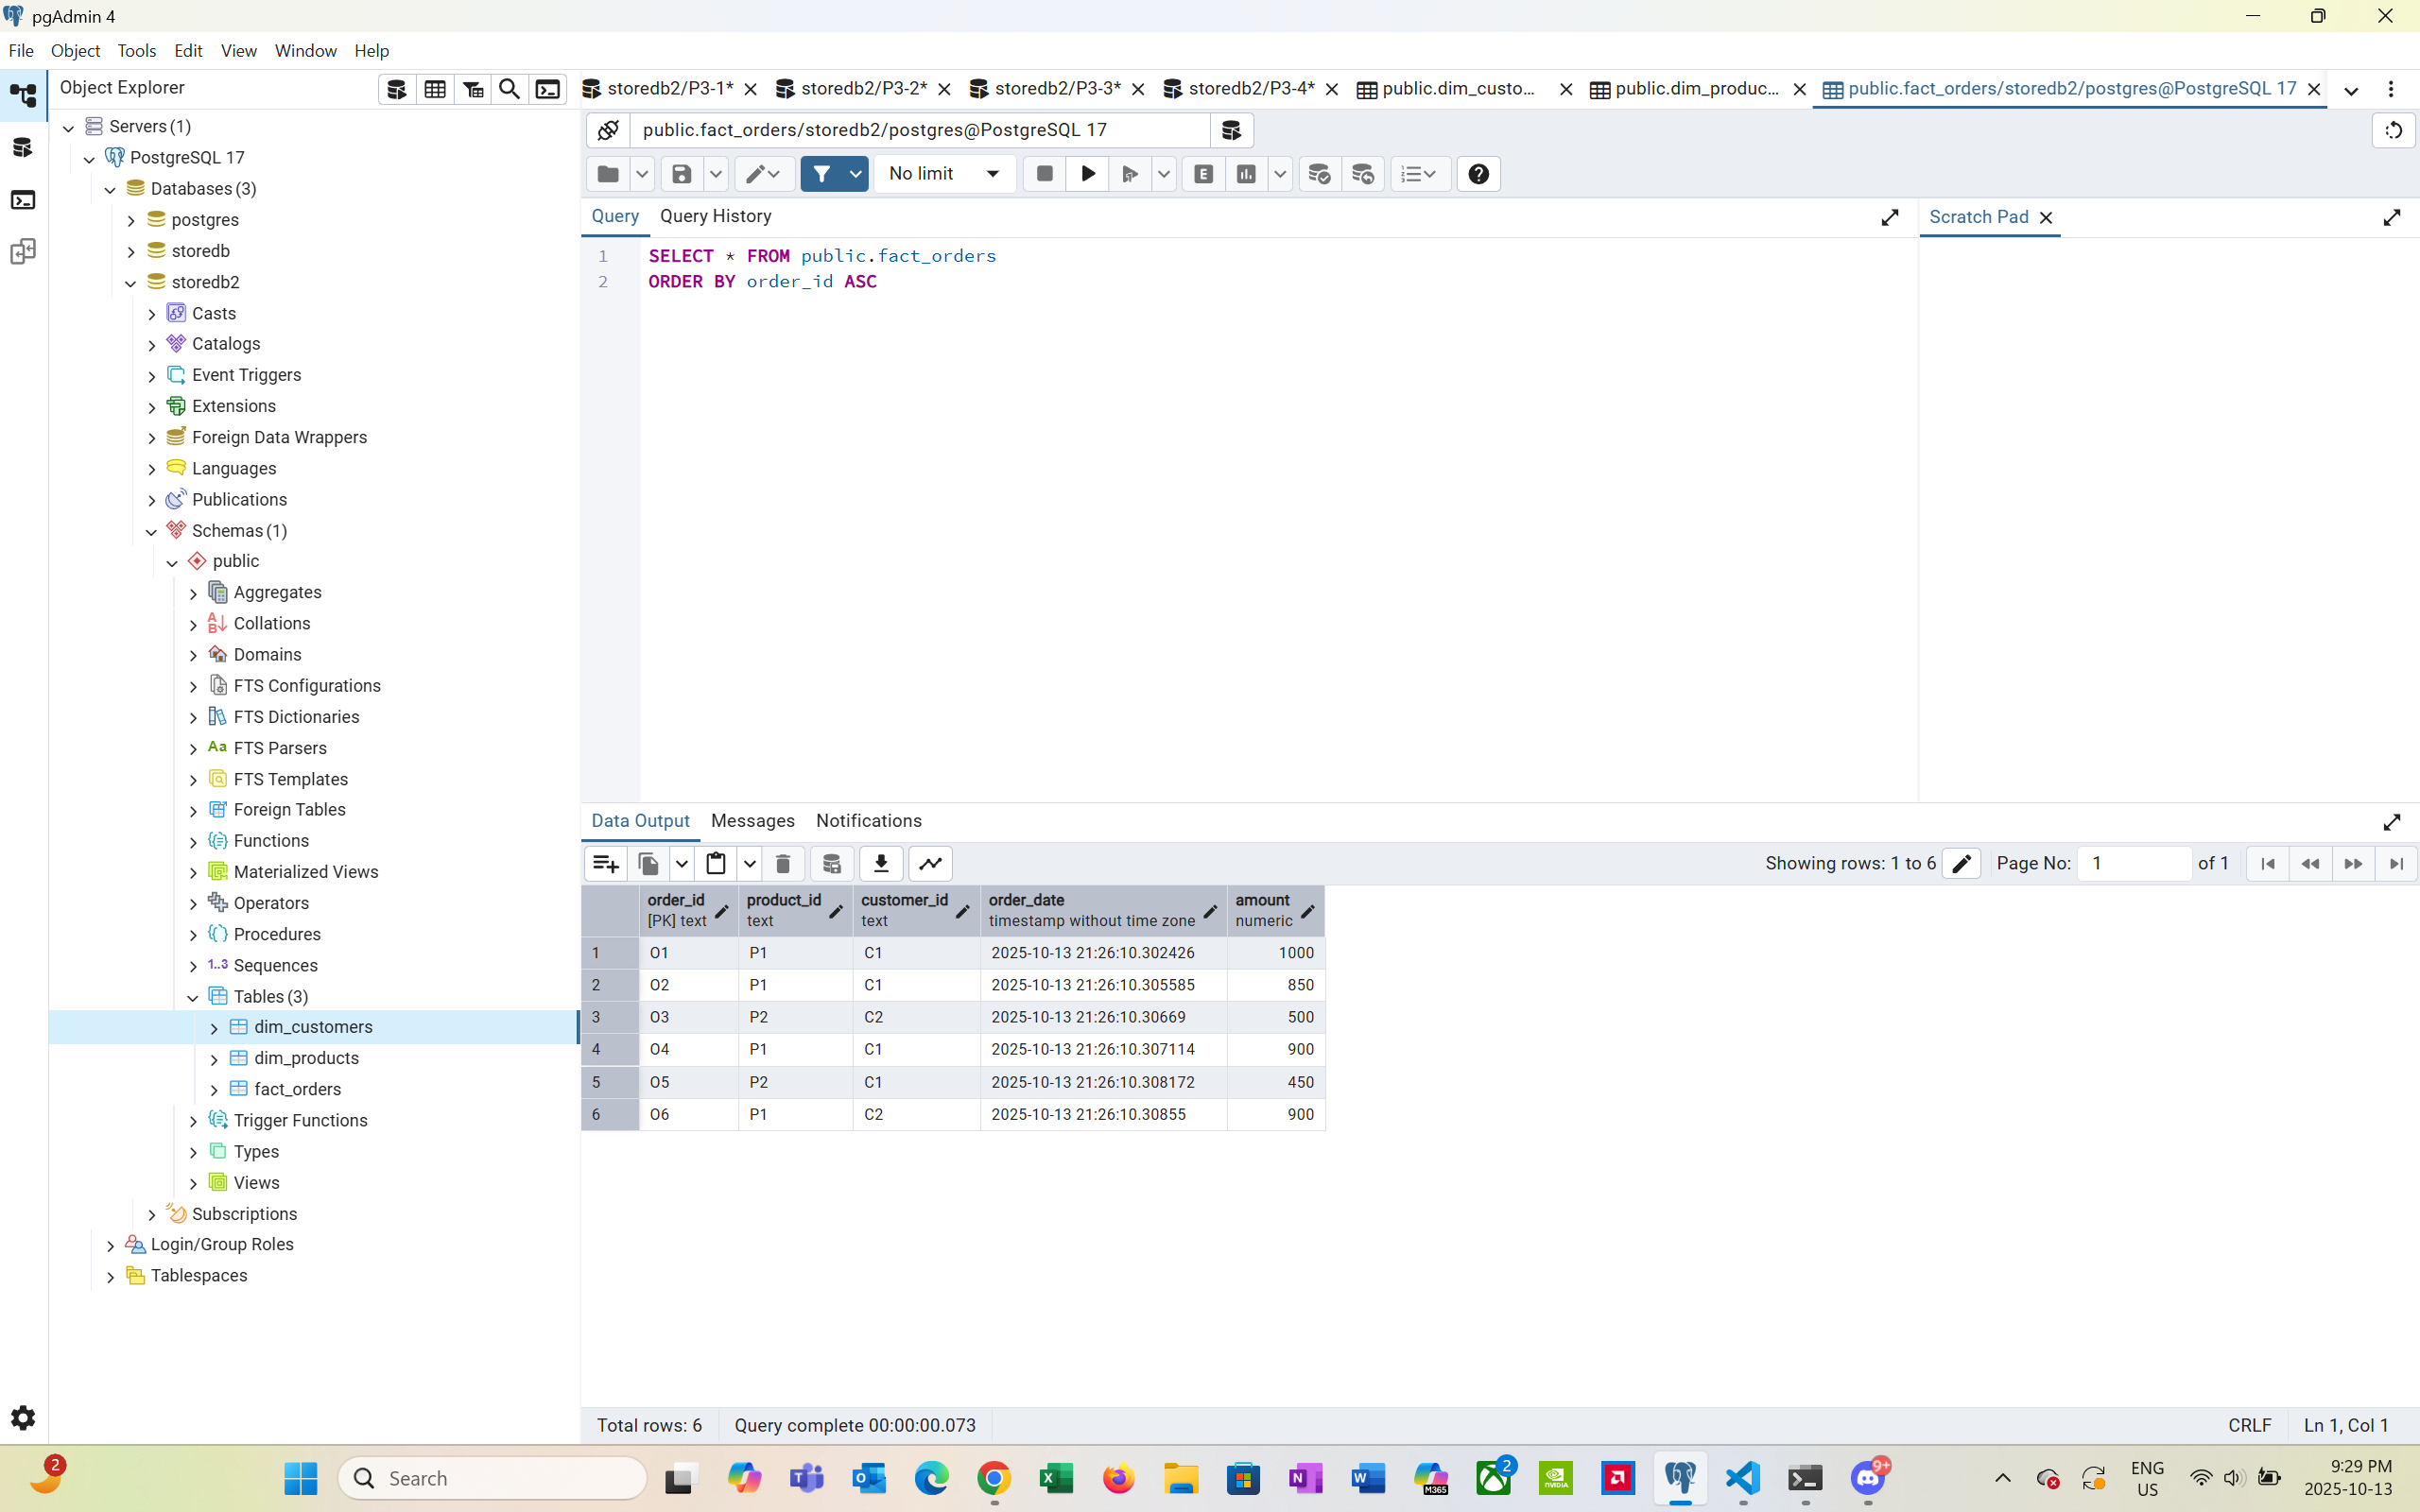 pgAdmin 4
File Object Tools Edit View Window Help
Object Explorer
storedb2/P3-1* storedb2/P3-2* storedb2/P3-3* storedb2/P3-4* public.dim_custo... public.dim_produc... public.fact_orders/storedb2/postgres@PostgreSQL 17
public.fact_orders/storedb2/postgres@PostgreSQL 17
No limit
E
Query Query History
Scratch Pad
1 SELECT * FROM public.fact_orders
2 ORDER BY order_id ASC
Servers (1)
PostgreSQL 17
Databases (3)
postgres
storedb
storedb2
Casts
Catalogs
Event Triggers
Extensions
Foreign Data Wrappers
Languages
Publications
Schemas (1)
public
Aggregates
Collations
Domains
FTS Configurations
FTS Dictionaries
Aa FTS Parsers
FTS Templates
Foreign Tables
Functions
Materialized Views
Operators
Procedures
1..3 Sequences
Tables (3)
dim_customers
dim_products
fact_orders
Trigger Functions
Types
Views
Subscriptions
Login/Group Roles
Tablespaces
Data Output Messages Notifications
Showing rows: 1 to 6 Page No: 1 of 1
order_id product_id customer_id order_date amount
[PK] text text text timestamp without time zone numeric
1 O1 P1 C1 2025-10-13 21:26:10.302426 1000
2 O2 P1 C1 2025-10-13 21:26:10.305585 850
3 O3 P2 C2 2025-10-13 21:26:10.30669 500
4 O4 P1 C1 2025-10-13 21:26:10.307114 900
5 O5 P2 C1 2025-10-13 21:26:10.308172 450
6 O6 P1 C2 2025-10-13 21:26:10.30855 900
Total rows: 6 Query complete 00:00:00.073
CRLF Ln 1, Col 1
2
Search
M365
2
NVIDIA
9+
ENG
US
9:29 PM
2025-10-13